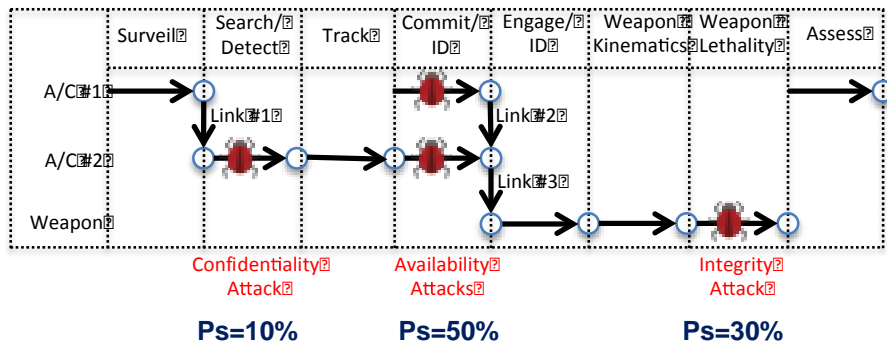 Surveil
Search/
Detect
Track
Commit/
ID
Engage/
ID
Weapon
Kinematics
Weapon
Lethality
Assess
A/C #1
Link #1
Link #2
A/C #2
Link #3
Weapon
Confidentiality
Attack
Availability
Attacks
Integrity
Attack
Ps=10%
Ps=50%
Ps=30%